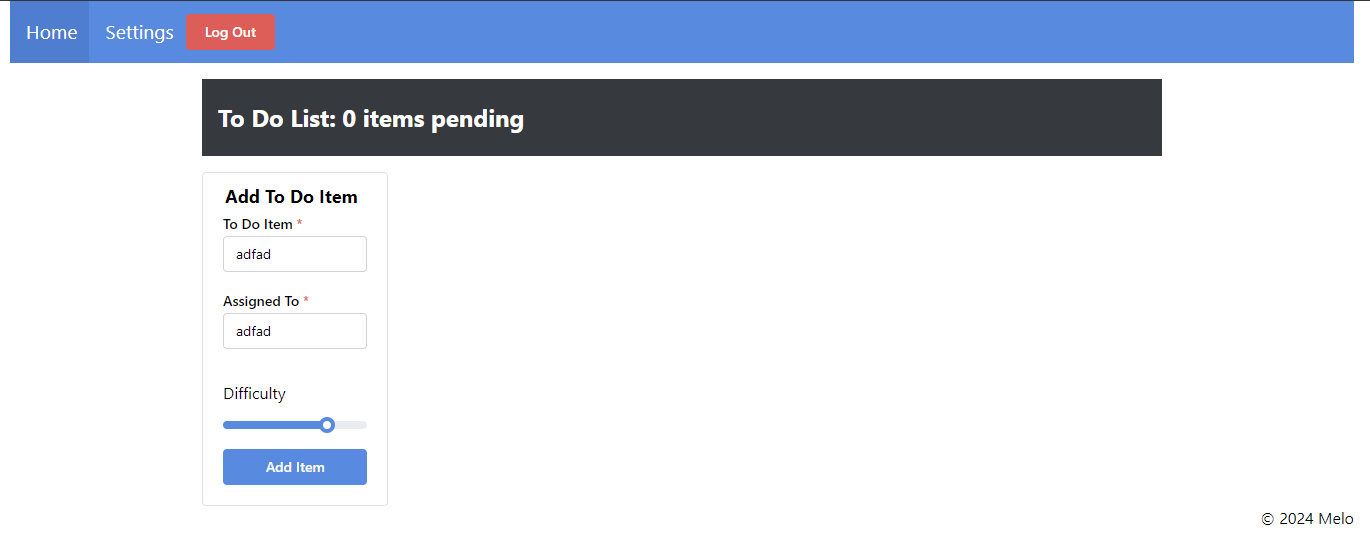 Home Settings Log Out
To Do List: 0 items pending
Add To Do Item
To Do Item *
adfad
Assigned To *
adfad
Difficulty
Add Item
© 2024 Melo